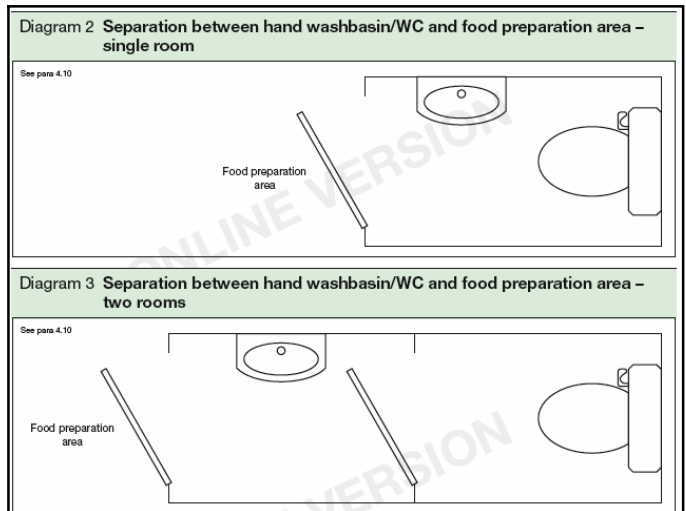 Diagram 2 Separation between hand washbasin/WC and food preparation area –
single room
See para 4.10
Food preparation
area
ONLINE VERSION
Diagram 3 Separation between hand washbasin/WC and food preparation area –
two rooms
See para 4.10
Food preparation
area
ONLINE VERSION